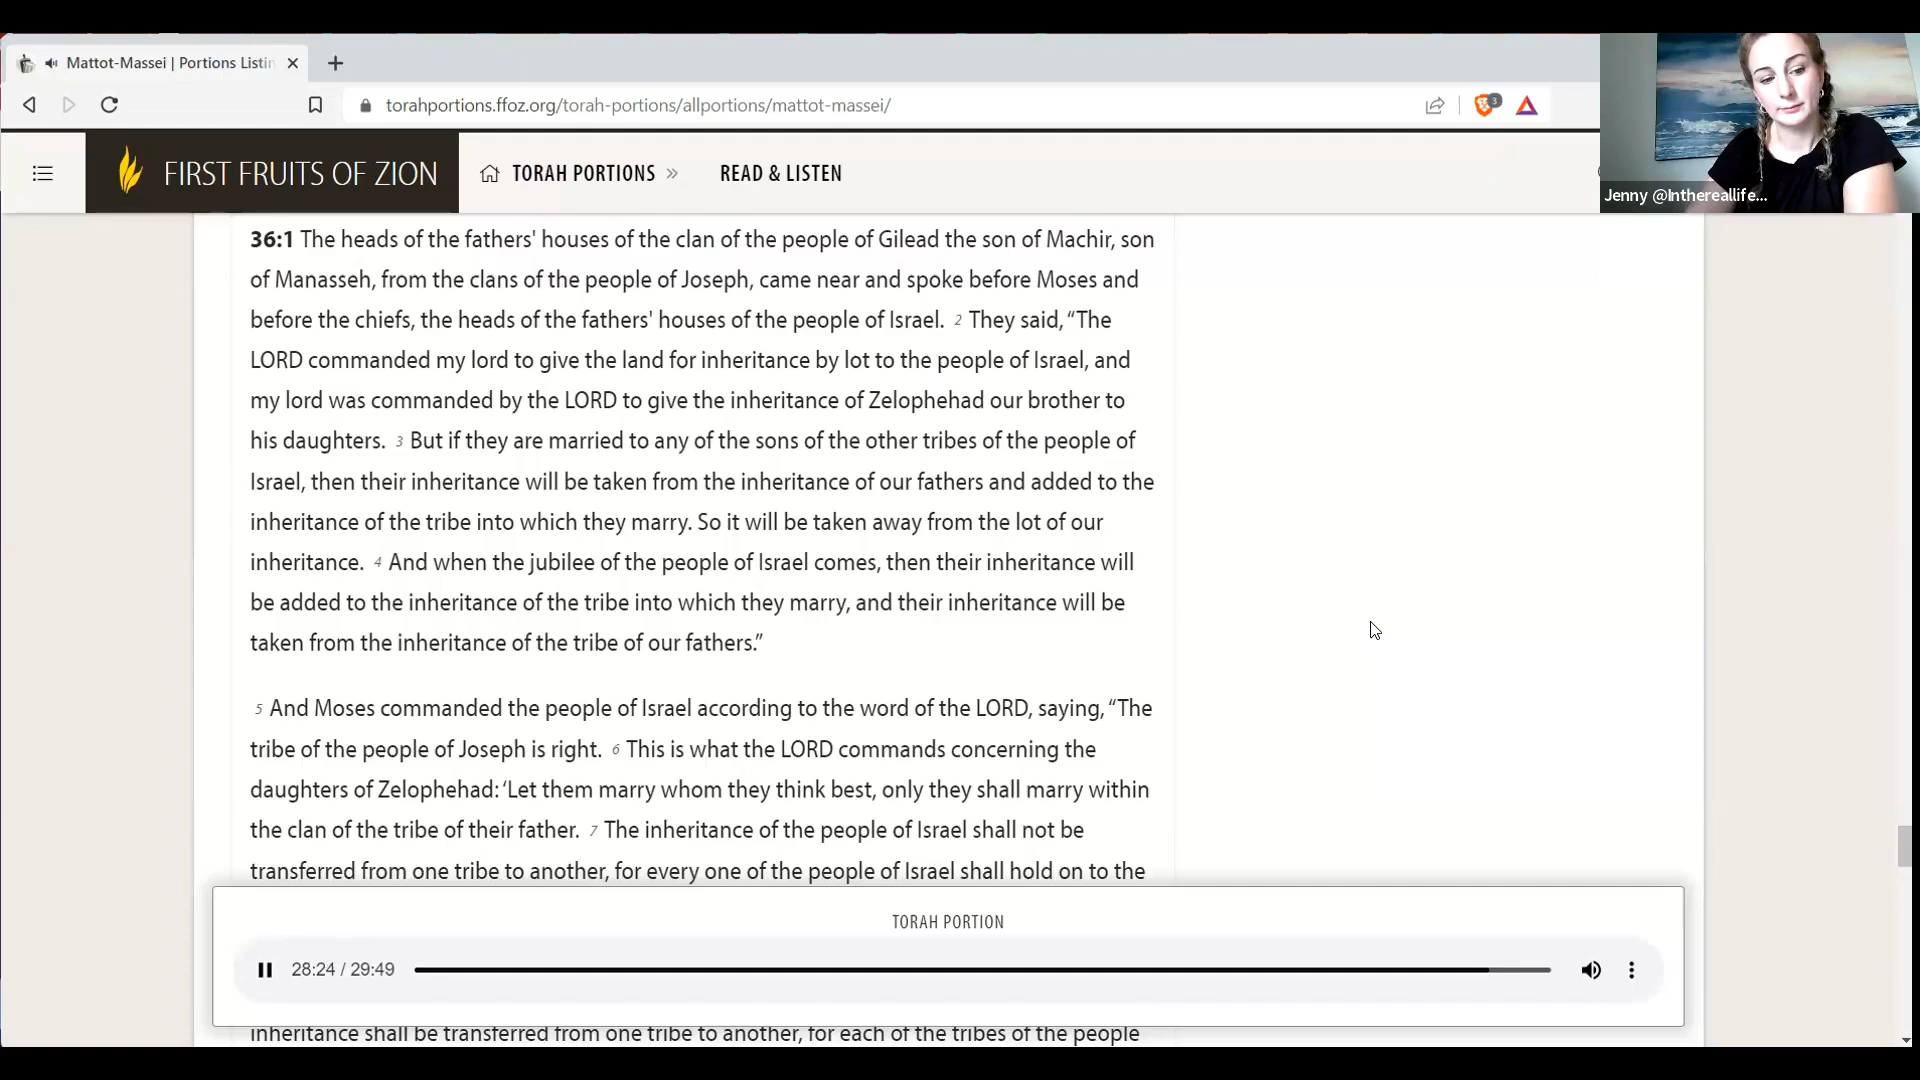 Mattot-Massei | Portions Listin
torahportions.ffoz.org/torah-portions/allportions/mattot-massei/
3
FIRST FRUITS OF ZION
TORAH PORTIONS »
READ & LISTEN
Jenny @Inthereallife...
36:1 The heads of the fathers' houses of the clan of the people of Gilead the son of Machir, son
of Manasseh, from the clans of the people of Joseph, came near and spoke before Moses and
before the chiefs, the heads of the fathers' houses of the people of Israel. 2 They said, “The
LORD commanded my lord to give the land for inheritance by lot to the people of Israel, and
my lord was commanded by the LORD to give the inheritance of Zelophehad our brother to
his daughters. 3 But if they are married to any of the sons of the other tribes of the people of
Israel, then their inheritance will be taken from the inheritance of our fathers and added to the
inheritance of the tribe into which they marry. So it will be taken away from the lot of our
inheritance. 4 And when the jubilee of the people of Israel comes, then their inheritance will
be added to the inheritance of the tribe into which they marry, and their inheritance will be
taken from the inheritance of the tribe of our fathers.”
5 And Moses commanded the people of Israel according to the word of the LORD, saying, “The
tribe of the people of Joseph is right. 6 This is what the LORD commands concerning the
daughters of Zelophehad: ‘Let them marry whom they think best, only they shall marry within
the clan of the tribe of their father. 7 The inheritance of the people of Israel shall not be
transferred from one tribe to another, for every one of the people of Israel shall hold on to the
TORAH PORTION
28:24 / 29:49
inheritance shall be transferred from one tribe to another, for each of the tribes of the people